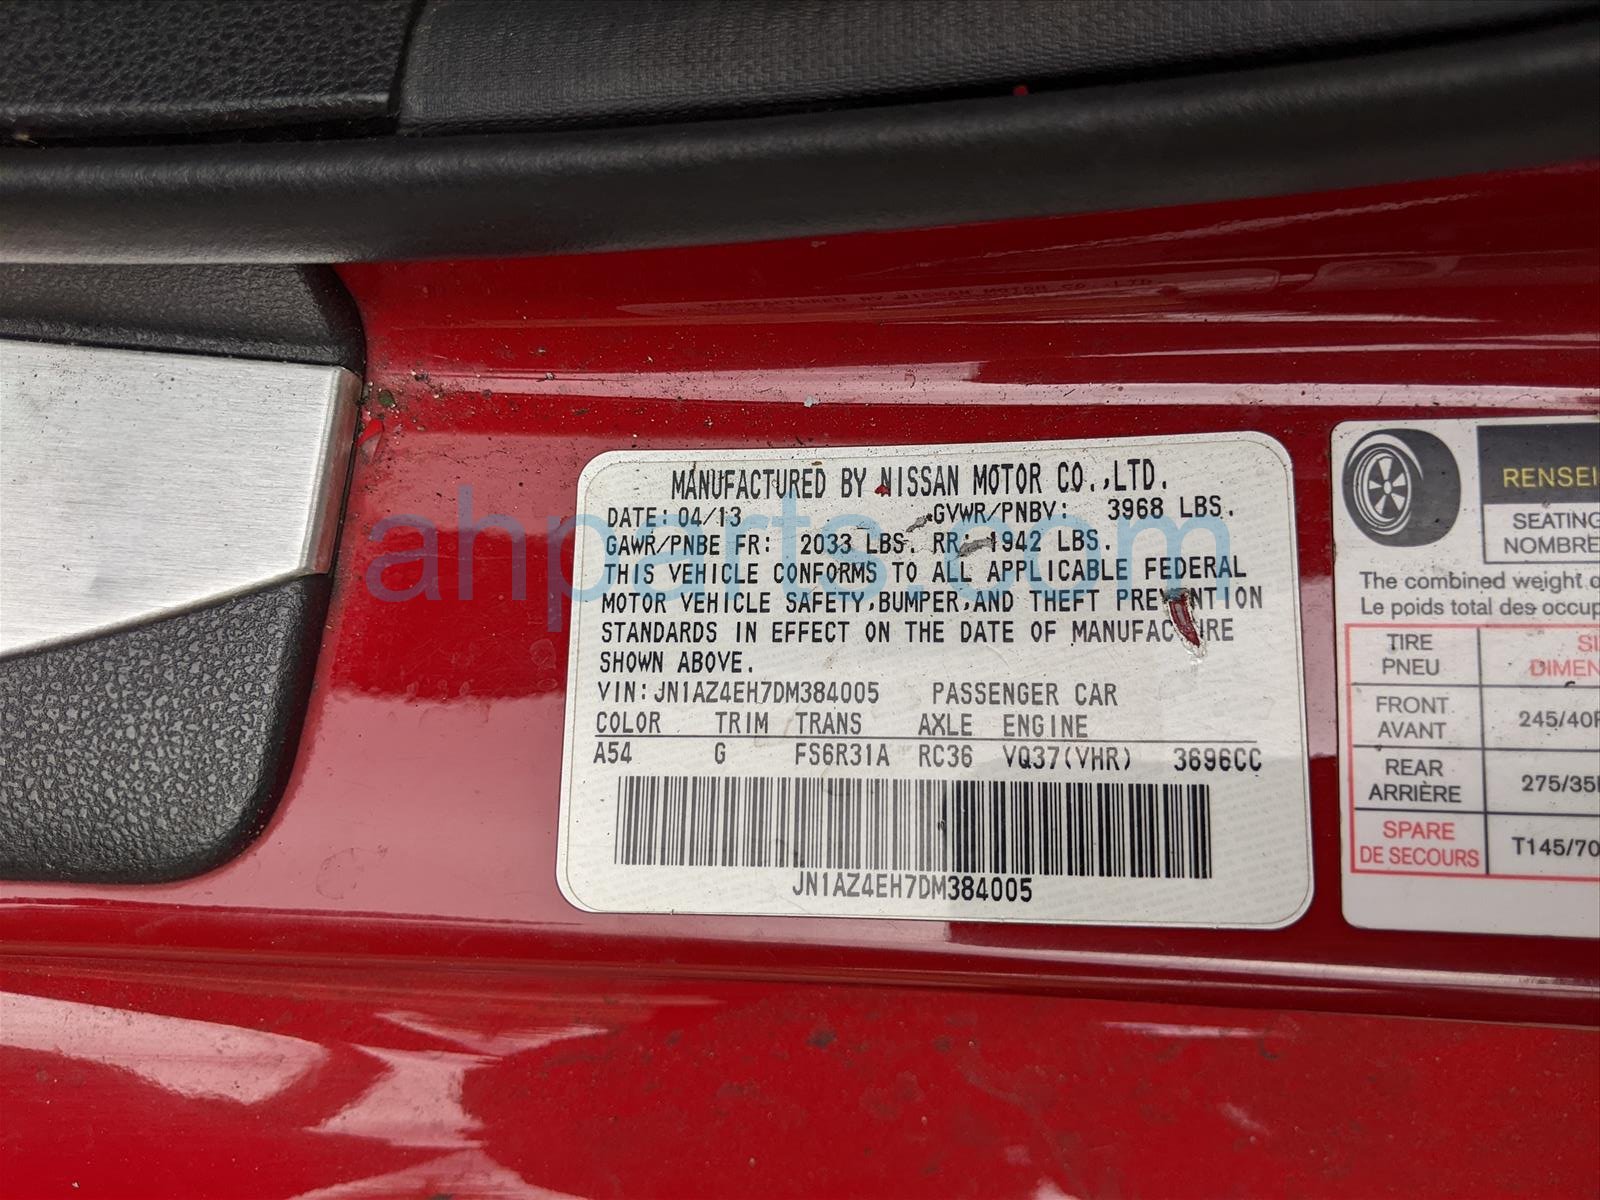 MANUFACTURED BY NISSAN MOTOR CO.,LTD.
DATE: 04/13 GVWR/PNBV: 3968 LBS.
GAWR/PNBE FR: 2033 LBS. RR: 1942 LBS.
THIS VEHICLE CONFORMS TO ALL APPLICABLE FEDERAL
MOTOR VEHICLE SAFETY,BUMPER,AND THEFT PREVENTION
STANDARDS IN EFFECT ON THE DATE OF MANUFACTURE
SHOWN ABOVE.
VIN:JN1AZ4EH7DM384005 PASSENGER CAR
COLOR TRIM TRANS AXLE ENGINE
A54 G FS6R31A RC36 VQ37(VHR) 3696CC
JN1AZ4EH7DM384005
ahparts.com
RENSEI
SEATING
NOMBRE
The combined weight o
Le poids total des occup
TIRE SI
PNEU DIMEN
FRONT 245/40R
AVANT
REAR 275/35
ARRIÈRE
SPARE T145/70
DE SECOURS